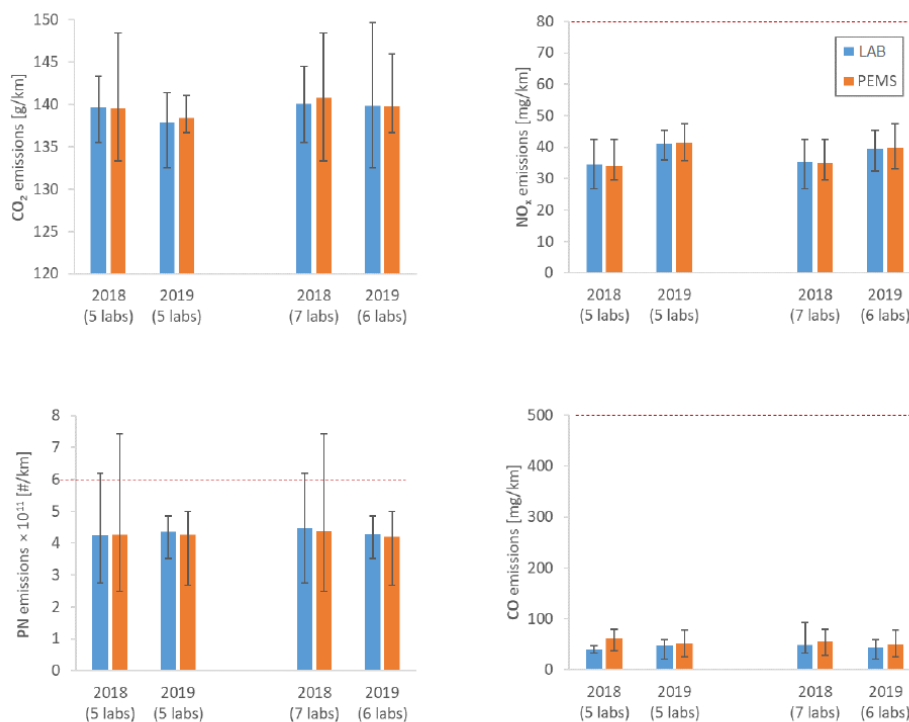 CO₂ emissions [g/km]
150
145
140
135
130
125
120
2018 2019 2018 2019
(5 labs) (5 labs) (7 labs) (6 labs)
NOₓ emissions [mg/km]
80
70
60
50
40
30
20
10
0
LAB
PEMS
2018 2019 2018 2019
(5 labs) (5 labs) (7 labs) (6 labs)
PN emissions × 10¹¹ [#/km]
8
7
6
5
4
3
2
1
0
2018 2019 2018 2019
(5 labs) (5 labs) (7 labs) (6 labs)
CO emissions [mg/km]
500
400
300
200
100
0
2018 2019 2018 2019
(5 labs) (5 labs) (7 labs) (6 labs)